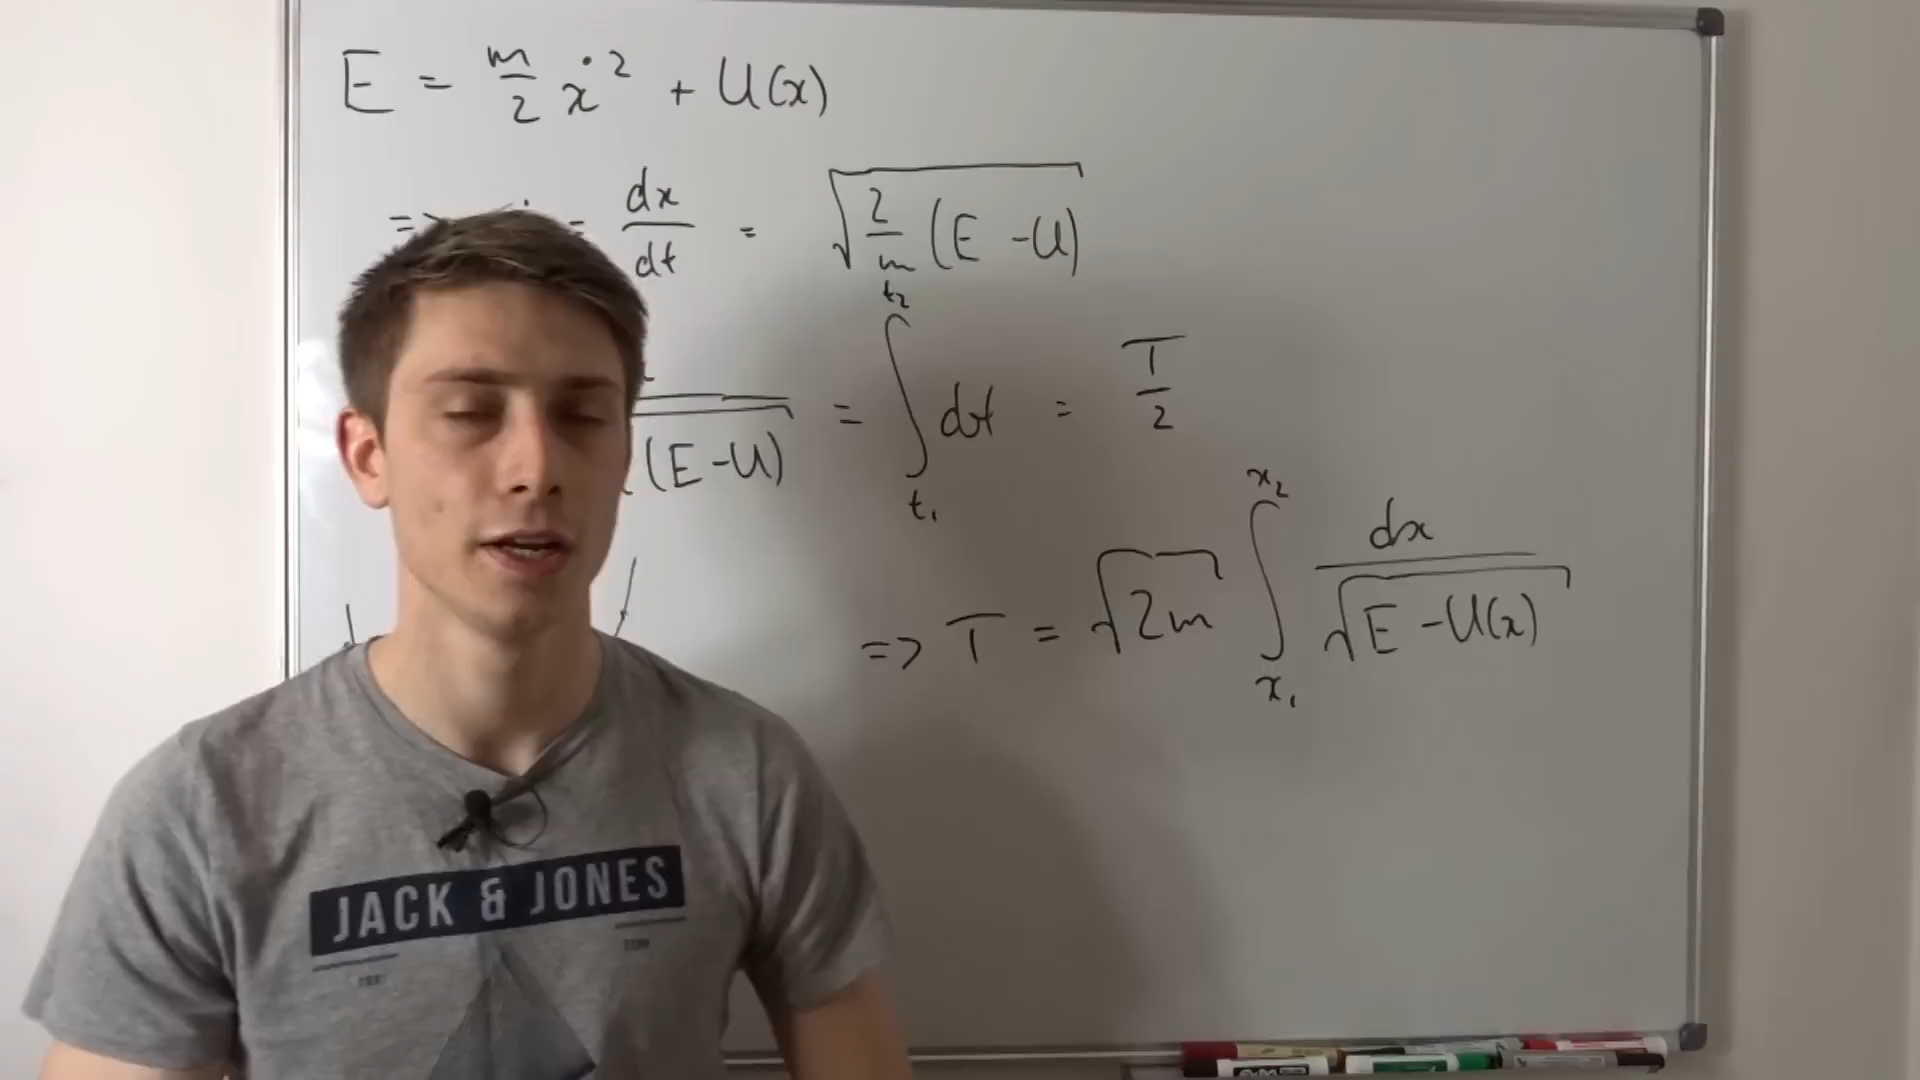 E = m/2 ẋ² + U(x)
=> = dx/dt = √(2/m (E - U))
(E - U) = ∫ t₁ t₂ dt = T/2
=> T = √2m ∫ x₁ x₂ dx/√(E - U(x))
JACK & JONES